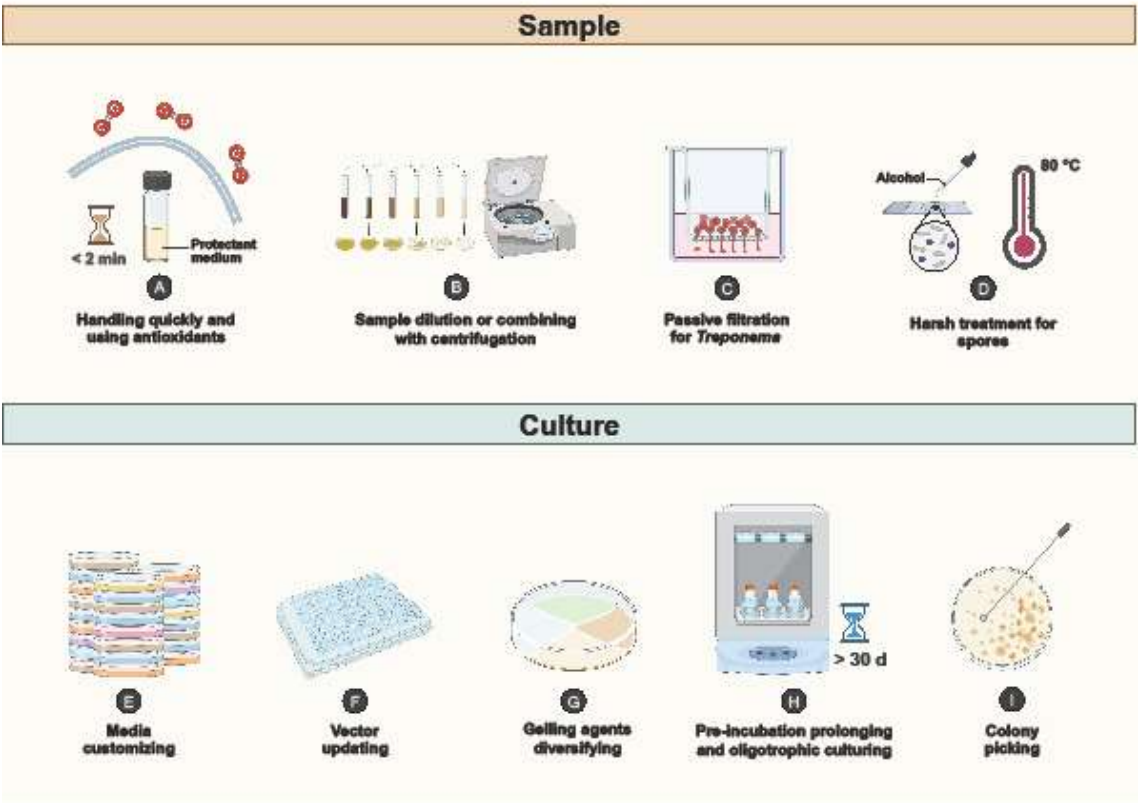 Sample
Alcohol
80 °C
Protectant
medium
< 2 min
A
B
C
D
Handling quickly and
using antioxidants
Sample dilution or combining
with centrifugation
Passive filtration
for Treponema
Harsh treatment for
spores
Culture
> 30 d
E
F
G
H
I
Media
customizing
Vector
updating
Gelling agents
diversifying
Pre-incubation prolonging
and oligotrophic culturing
Colony
picking